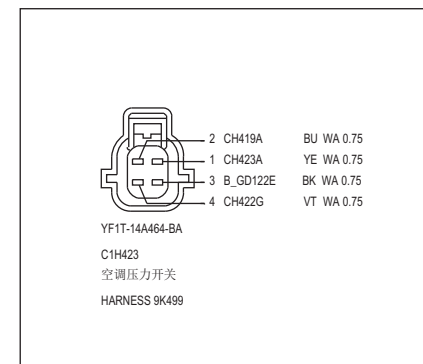 2 CH419A BU WA 0.75
1 CH423A YE WA 0.75
3 B_GD122E BK WA 0.75
4 CH422G VT WA 0.75
YF1T-14A464-BA
C1H423
空调压力开关
HARNESS 9K499